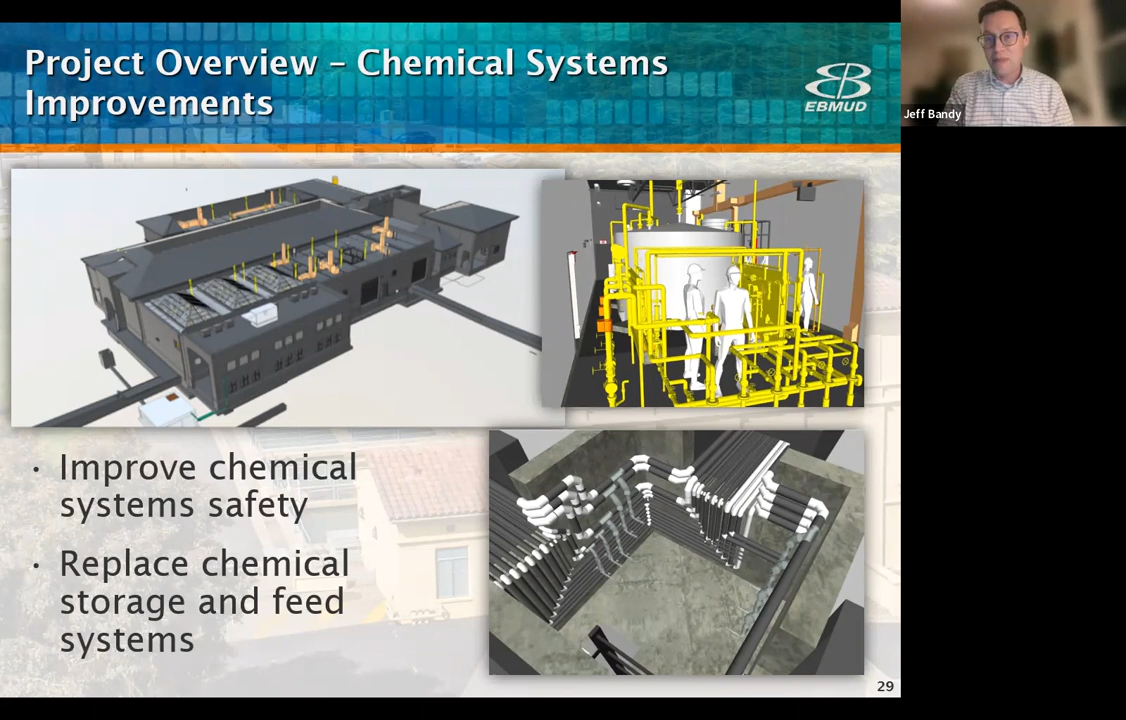 Project Overview – Chemical Systems
Improvements
EBMUD
Jeff Bandy
• Improve chemical
systems safety
• Replace chemical
storage and feed
systems
29